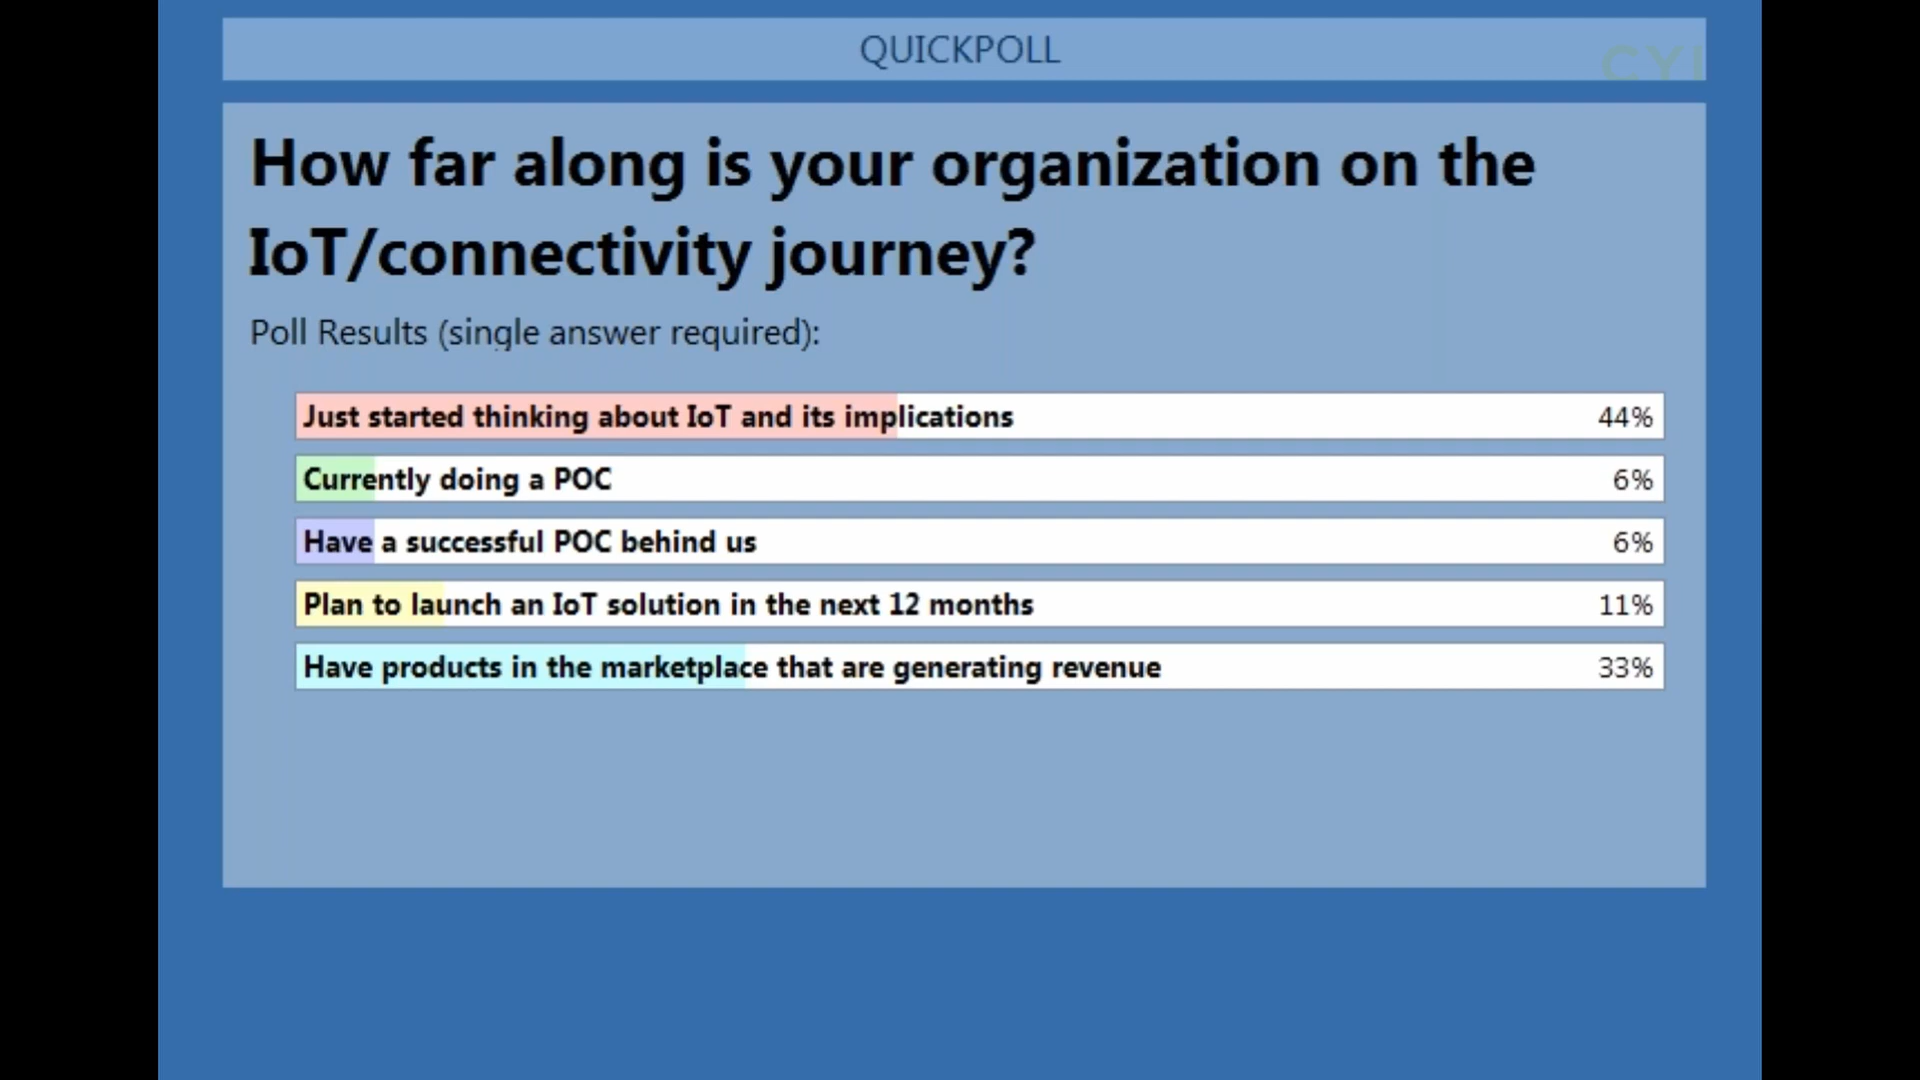 QUICKPOLL
How far along is your organization on the
IoT/connectivity journey?
Poll Results (single answer required):
Just started thinking about IoT and its implications 44%
Currently doing a POC 6%
Have a successful POC behind us 6%
Plan to launch an IoT solution in the next 12 months 11%
Have products in the marketplace that are generating revenue 33%